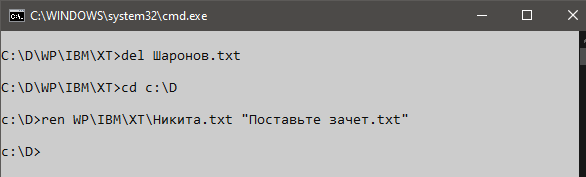 C:\WINDOWS\system32\cmd.exe
C:\D\WP\IBM\XT>del Шаронов.txt
C:\D\WP\IBM\XT>cd c:\D
c:\D>ren WP\IBM\XT\Никита.txt "Поставьте зачет.txt"
c:\D>